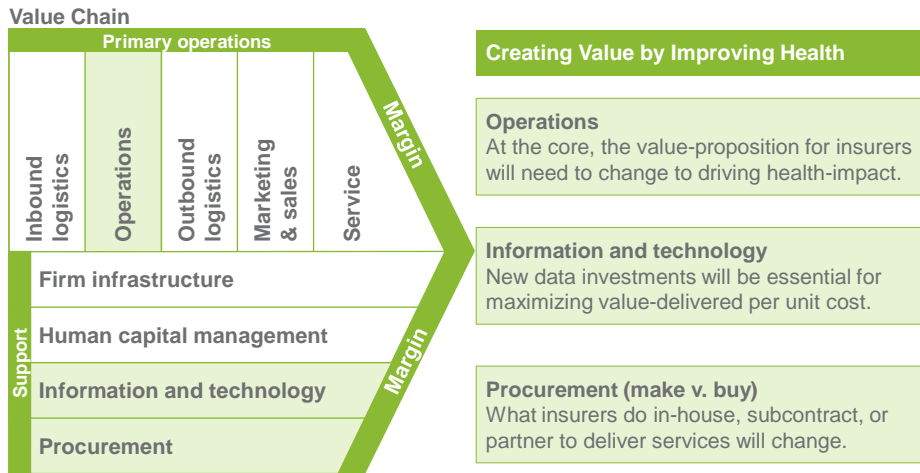 Value Chain
Primary operations
Inbound
logistics
Operations
Outbound
logistics
Marketing
& sales
Service
Margin
Support
Firm infrastructure
Human capital management
Information and technology
Procurement
Margin
Creating Value by Improving Health
Operations
At the core, the value-proposition for insurers
will need to change to driving health-impact.
Information and technology
New data investments will be essential for
maximizing value-delivered per unit cost.
Procurement (make v. buy)
What insurers do in-house, subcontract, or
partner to deliver services will change.